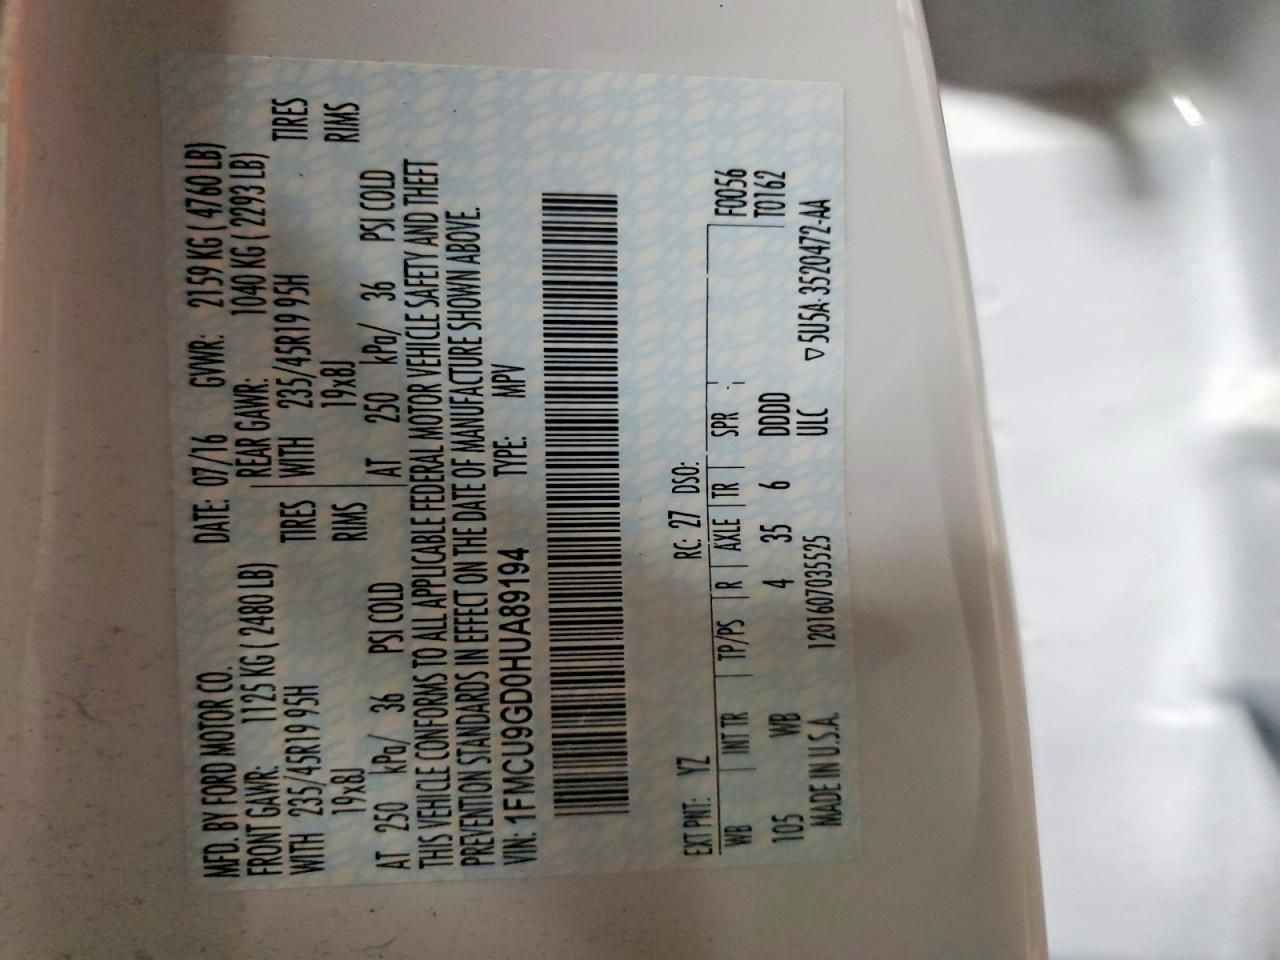 MFD. BY FORD MOTOR CO. DATE: 07/16 GVWR: 2159 KG ( 4760 LB)
FRONT GAWR: 1125 KG ( 2480 LB) REAR GAWR: 1040 KG ( 2293 LB)
WITH 235/45R19 95H TIRES WITH 235/45R19 95H TIRES
19x8J RIMS 19x8J RIMS
AT 250 kPa/ 36 PSI COLD AT 250 kPa/ 36 PSI COLD
THIS VEHICLE CONFORMS TO ALL APPLICABLE FEDERAL MOTOR VEHICLE SAFETY AND THEFT
PREVENTION STANDARDS IN EFFECT ON THE DATE OF MANUFACTURE SHOWN ABOVE.
VIN: 1FMCU9GD0HUA89194 TYPE: MPV
EXT PNT: YZ RC: 27 DSO:
WB INT TR TP/PS R AXLE TR SPR F0056
105 WB 4 35 6 DDDD T0162
MADE IN U.S.A. 1201607035525 ULC ▽5U5A-3520472-AA